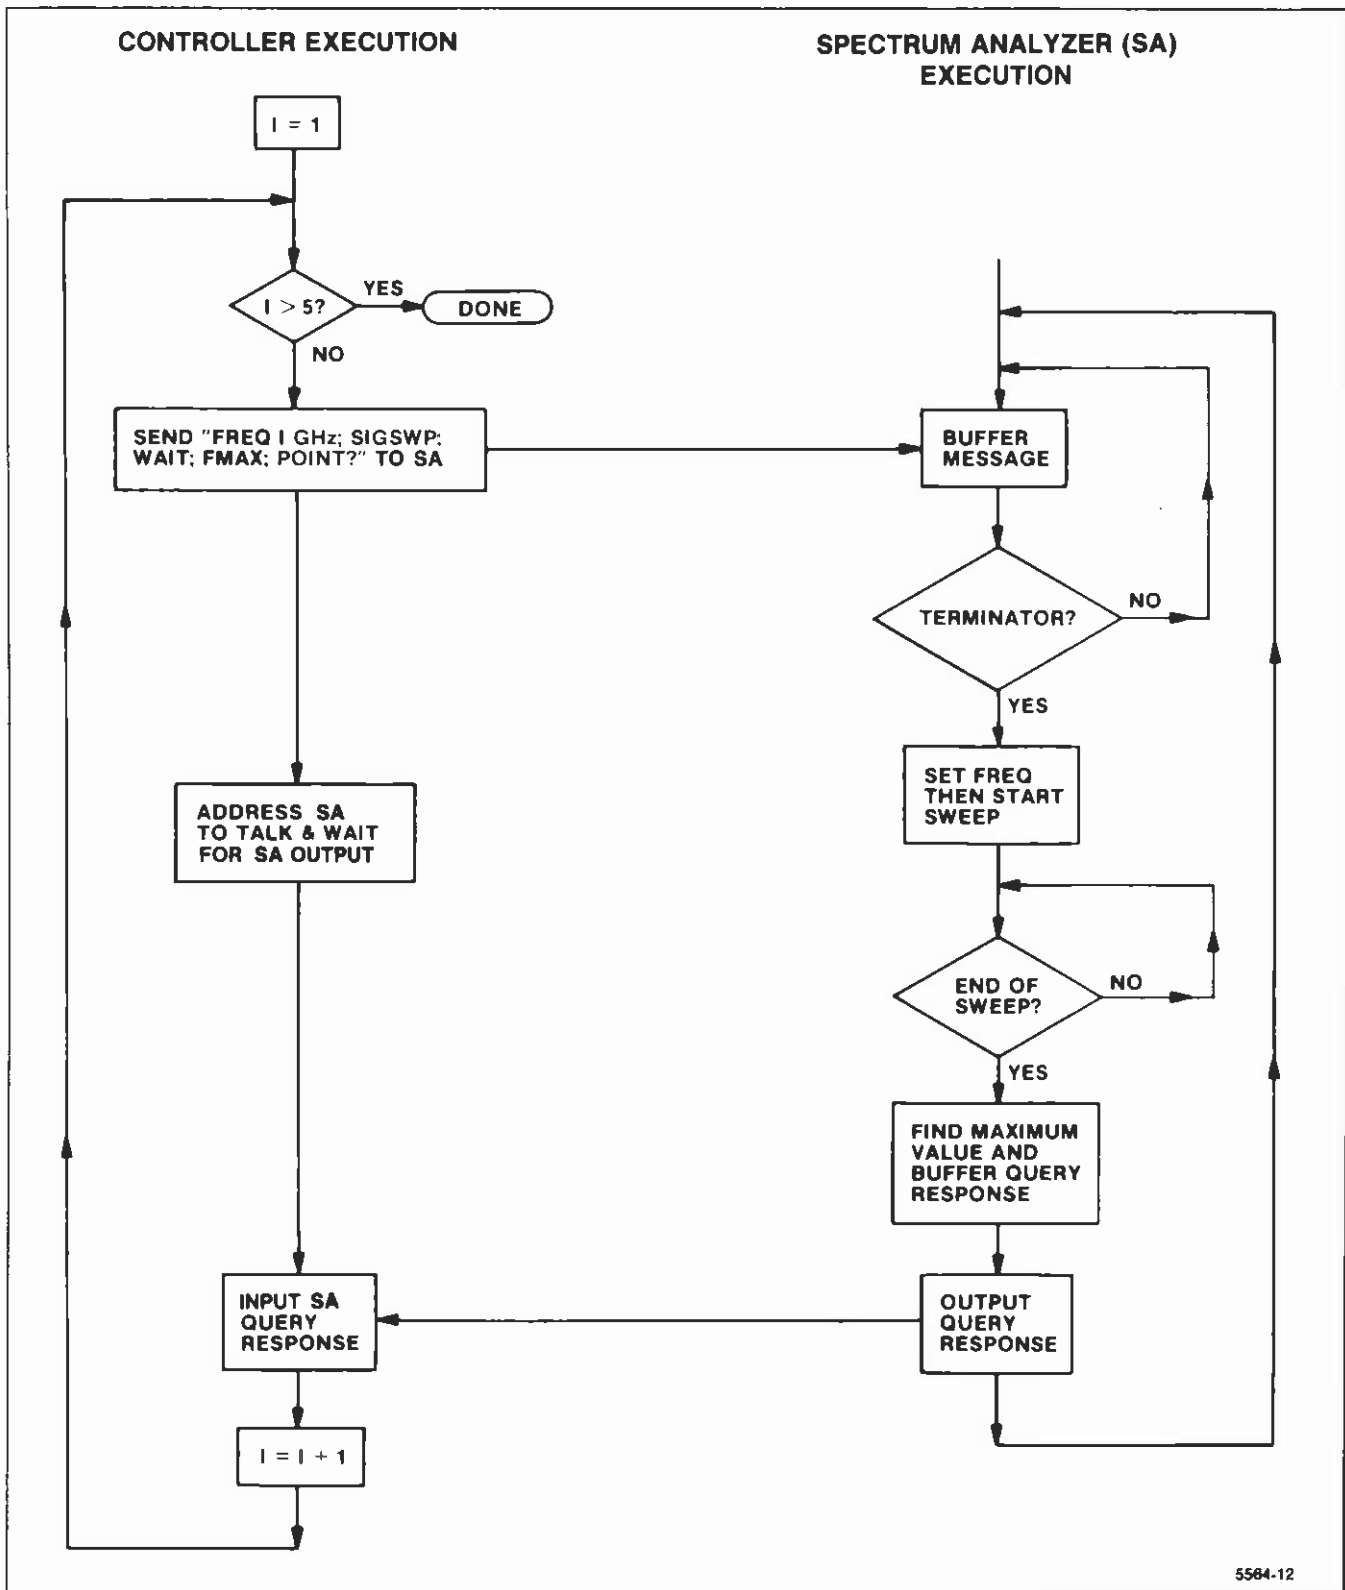 CONTROLLER EXECUTION
SPECTRUM ANALYZER (SA)
EXECUTION
I = 1
I > 5?
YES
DONE
NO
SEND "FREQ I GHz; SIGSWP;
WAIT; FMAX; POINT?" TO SA
BUFFER
MESSAGE
TERMINATOR?
NO
YES
SET FREQ
THEN START
SWEEP
ADDRESS SA
TO TALK & WAIT
FOR SA OUTPUT
END OF
SWEEP?
NO
YES
FIND MAXIMUM
VALUE AND
BUFFER QUERY
RESPONSE
INPUT SA
QUERY
RESPONSE
OUTPUT
QUERY
RESPONSE
I = I + 1
5564-12